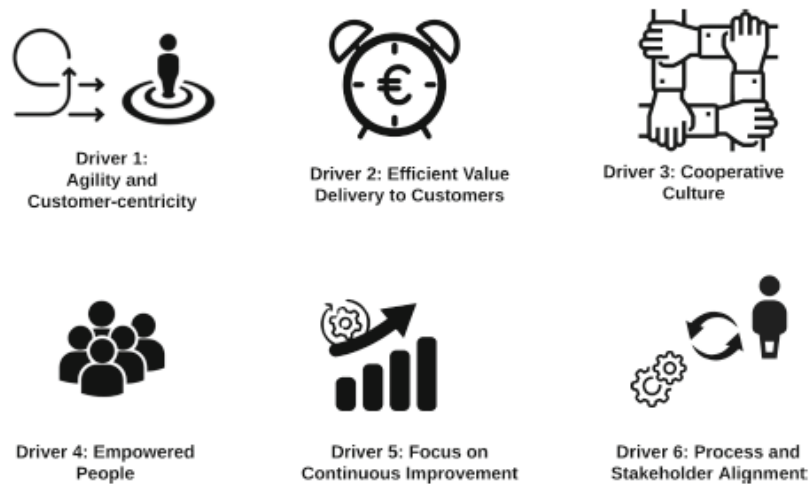 €
Driver 1:
Agility and
Customer-centricity
Driver 2: Efficient Value
Delivery to Customers
Driver 3: Cooperative
Culture
Driver 4: Empowered
People
Driver 5: Focus on
Continuous Improvement
Driver 6: Process and
Stakeholder Alignment